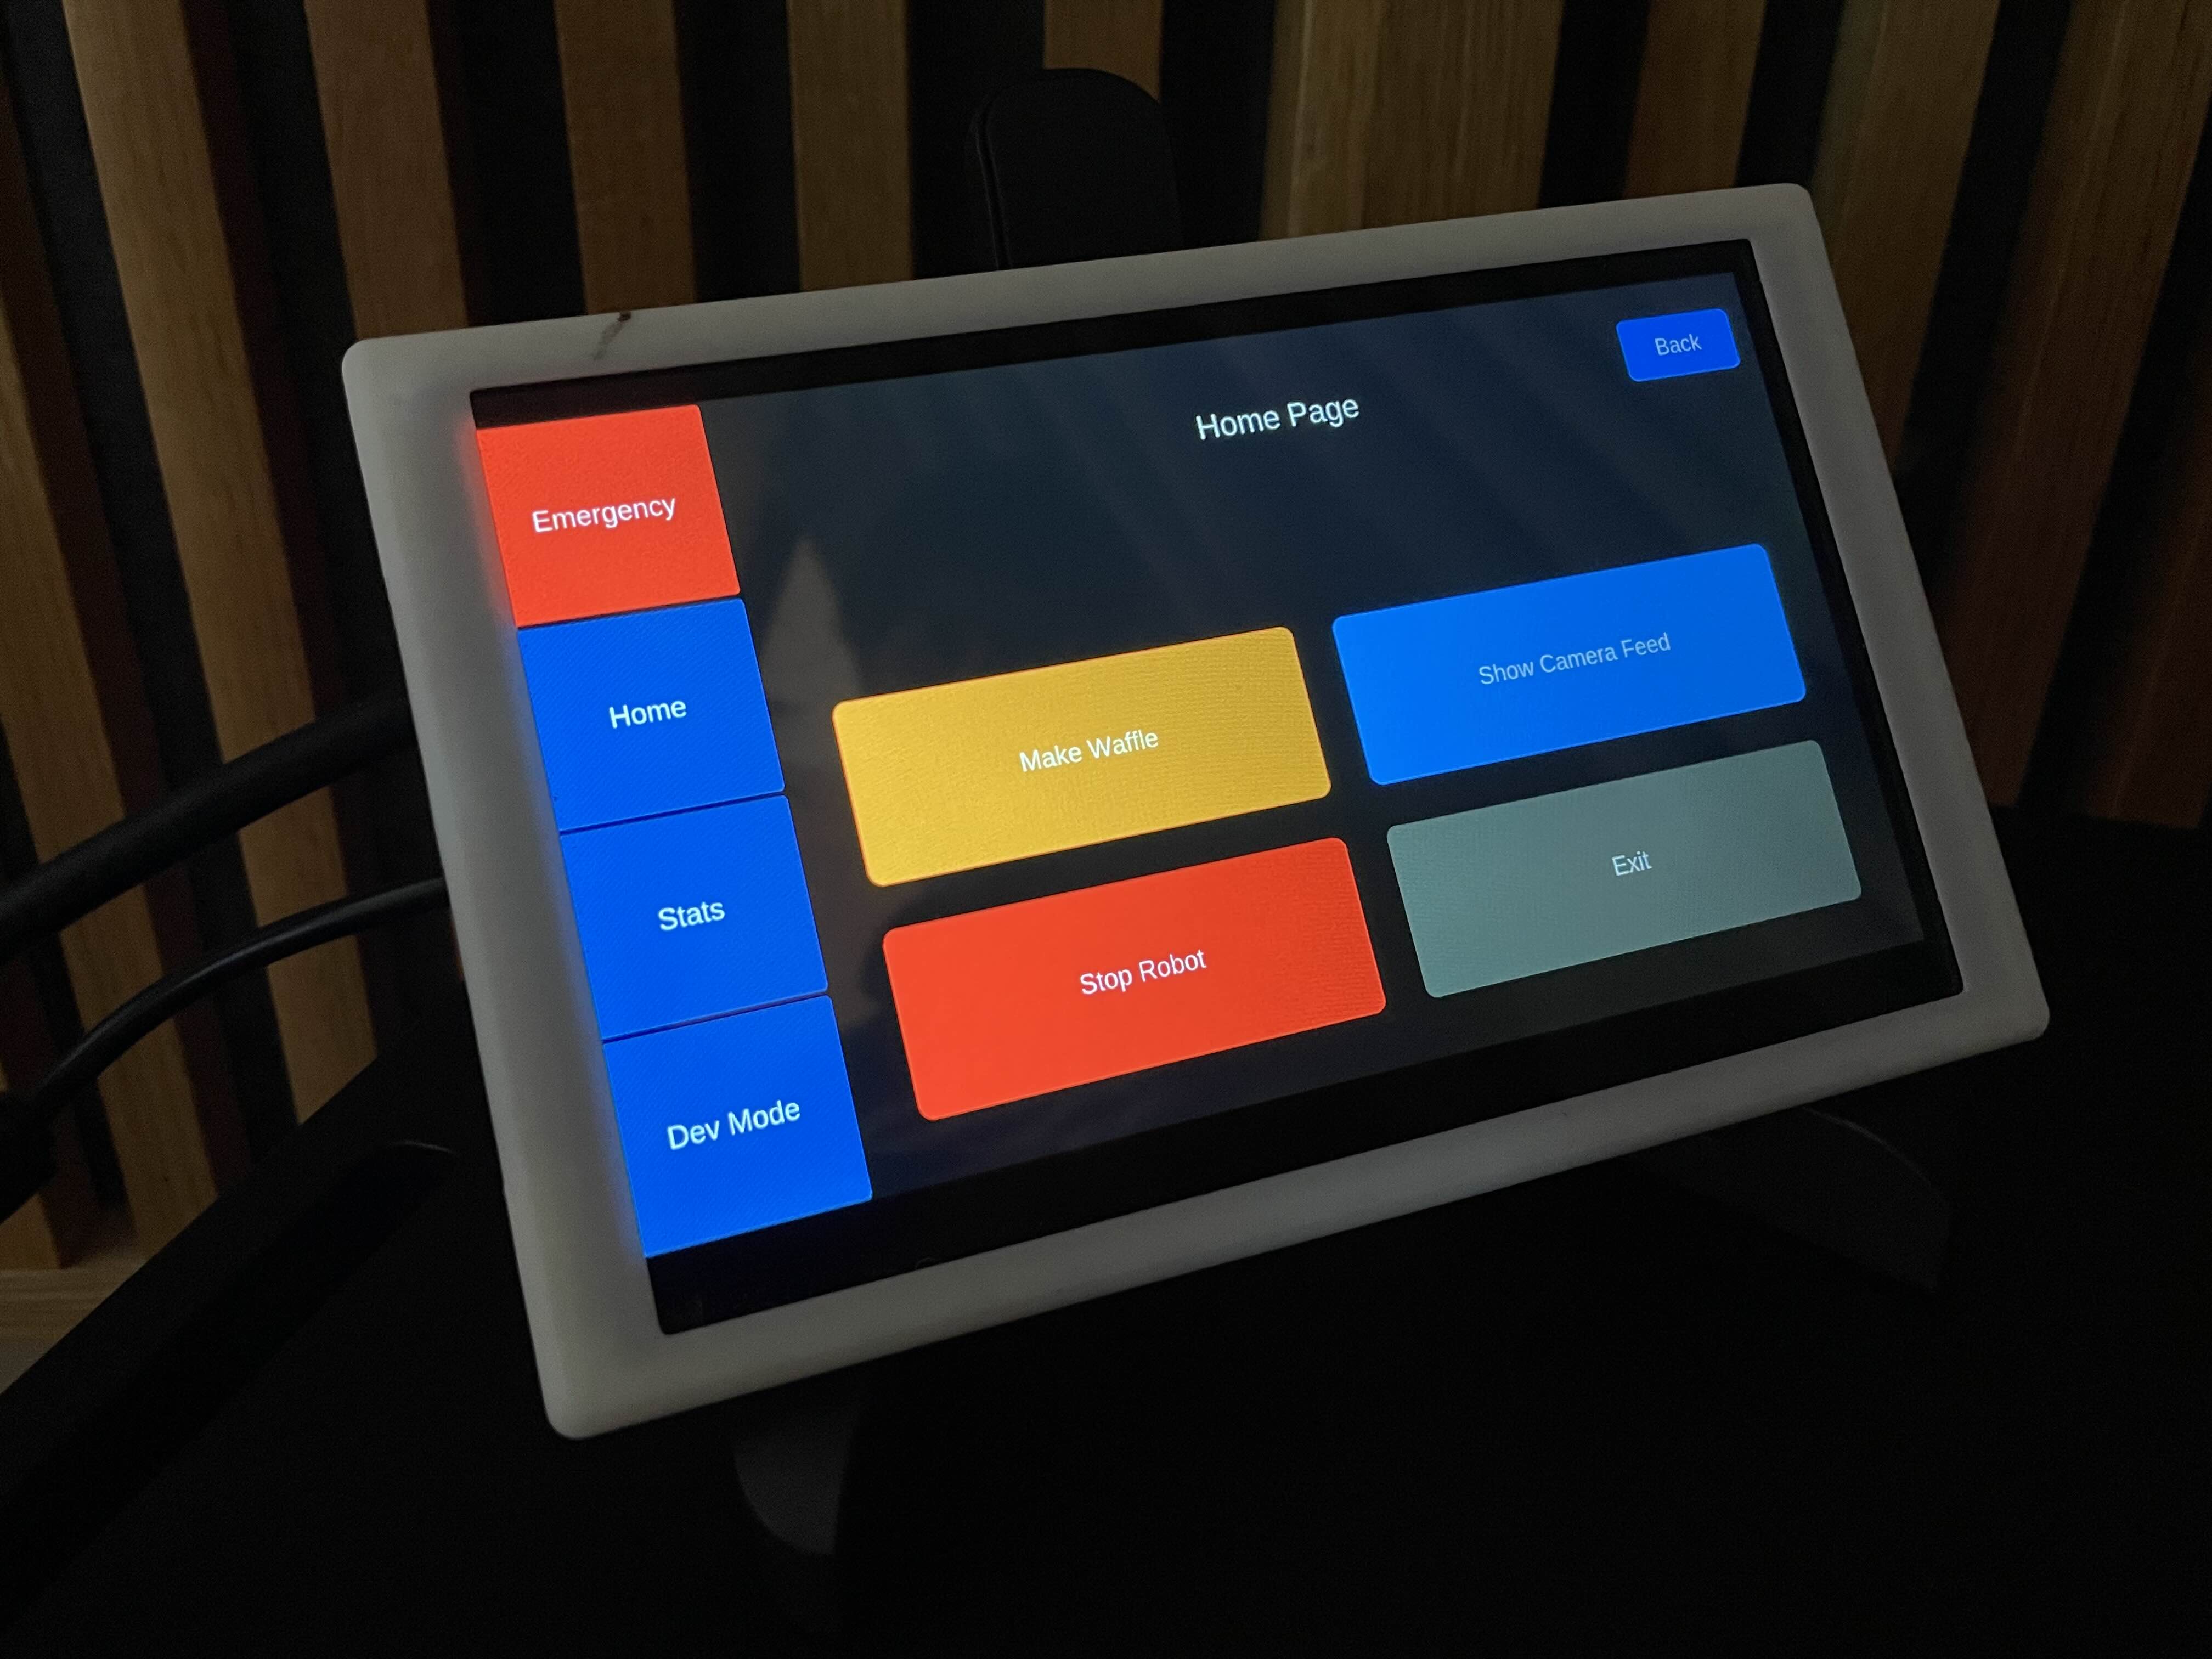 Back
Home Page
Emergency
Home
Stats
Dev Mode
Make Waffle
Show Camera Feed
Stop Robot
Exit